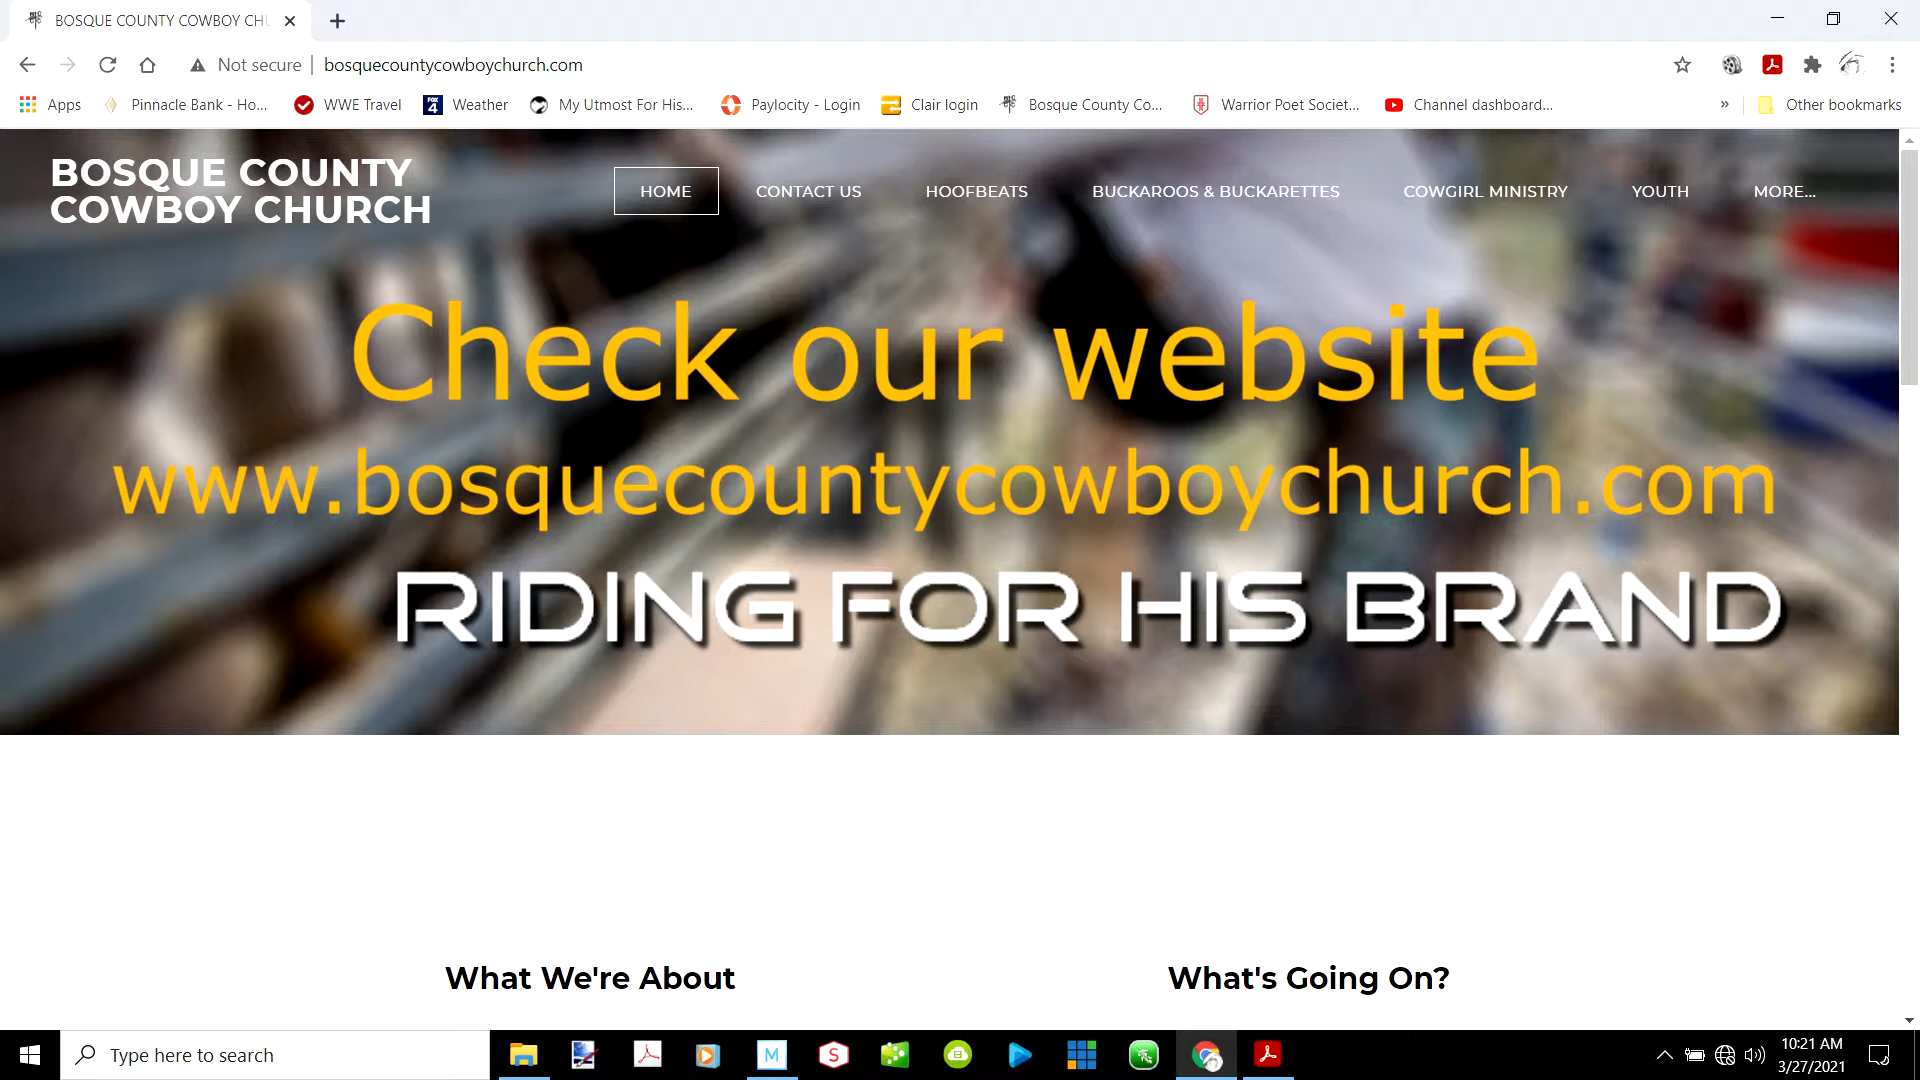 BOSQUE COUNTY COWBOY CHU
Not secure
bosquecountycowboychurch.com
Apps
Pinnacle Bank - Ho...
WWE Travel
FOX 4
Weather
My Utmost For His...
Paylocity - Login
Clair login
Bosque County Co...
Warrior Poet Societ...
Channel dashboard...
»
Other bookmarks
BOSQUE COUNTY
COWBOY CHURCH
HOME
CONTACT US
HOOFBEATS
BUCKAROOS & BUCKARETTES
COWGIRL MINISTRY
YOUTH
MORE...
Check our website
www.bosquecountycowboychurch.com
RIDING FOR HIS BRAND
What We're About
What's Going On?
Type here to search
M
S
10:21 AM
3/27/2021